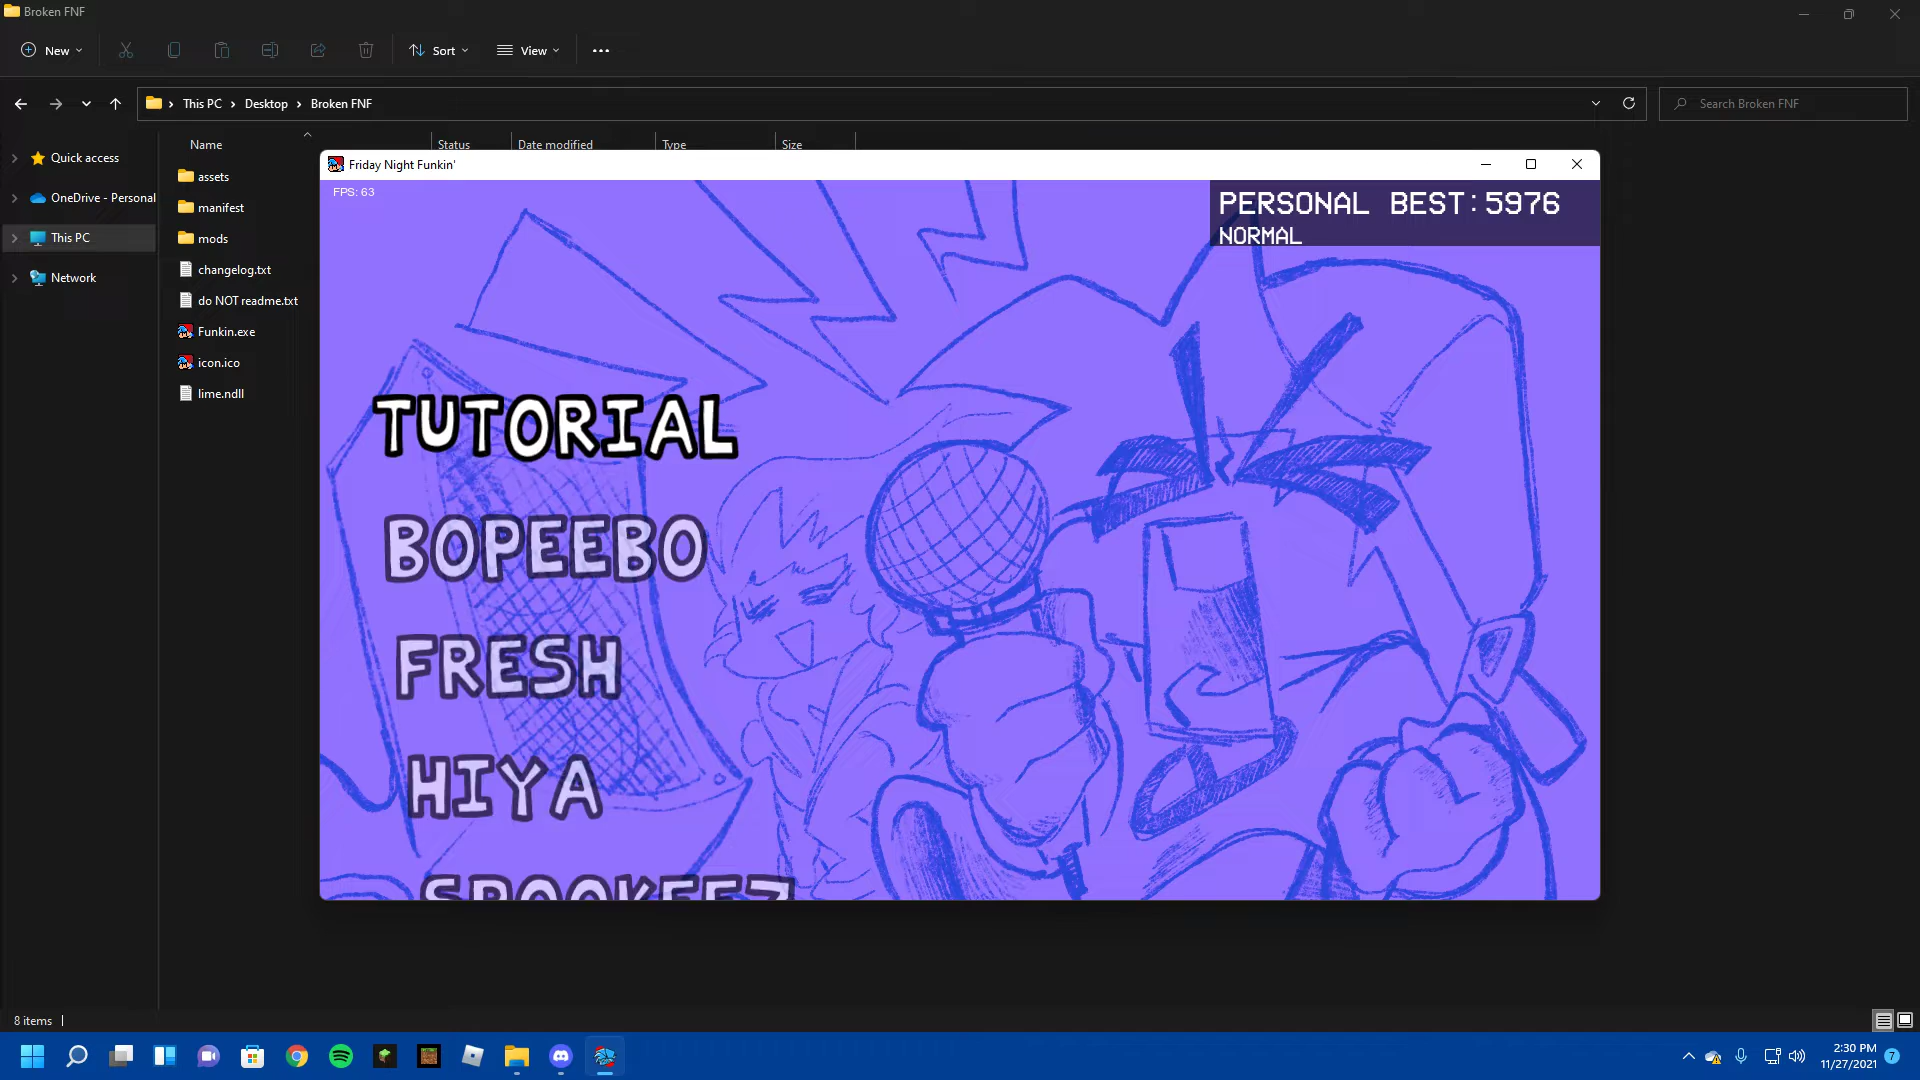 Broken FNF
New
Sort
View
This PC
Desktop
Broken FNF
Search Broken FNF
Name
Status
Date modified
Type
Size
Quick access
OneDrive - Personal
This PC
Network
assets
manifest
mods
changelog.txt
do NOT readme.txt
Funkin.exe
icon.ico
lime.ndll
Friday Night Funkin'
FPS: 63
PERSONAL BEST:5976
NORMAL
TUTORIAL
BOPEEBO
FRESH
HIYA
SPOOKEEZ
8 items
2:30 PM
11/27/2021
7